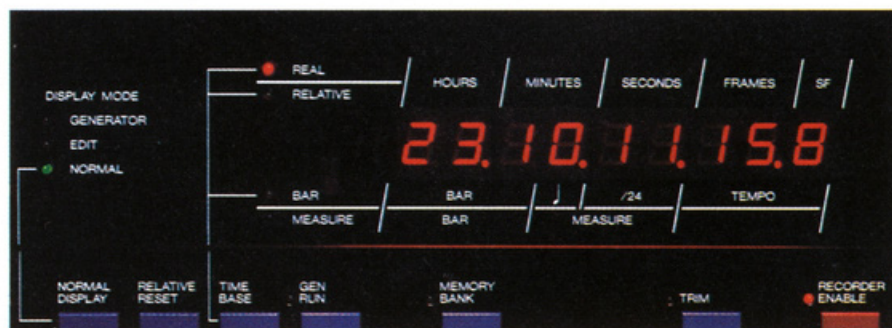 REAL
HOURS MINUTES SECONDS FRAMES SF
RELATIVE
DISPLAY MODE
GENERATOR
EDIT
NORMAL
23.10.11.15.8
BAR BAR ♩ /24 TEMPO
MEASURE BAR MEASURE
NORMAL DISPLAY
RELATIVE RESET
TIME BASE
GEN RUN
MEMORY BANK
TRIM
RECORDER ENABLE